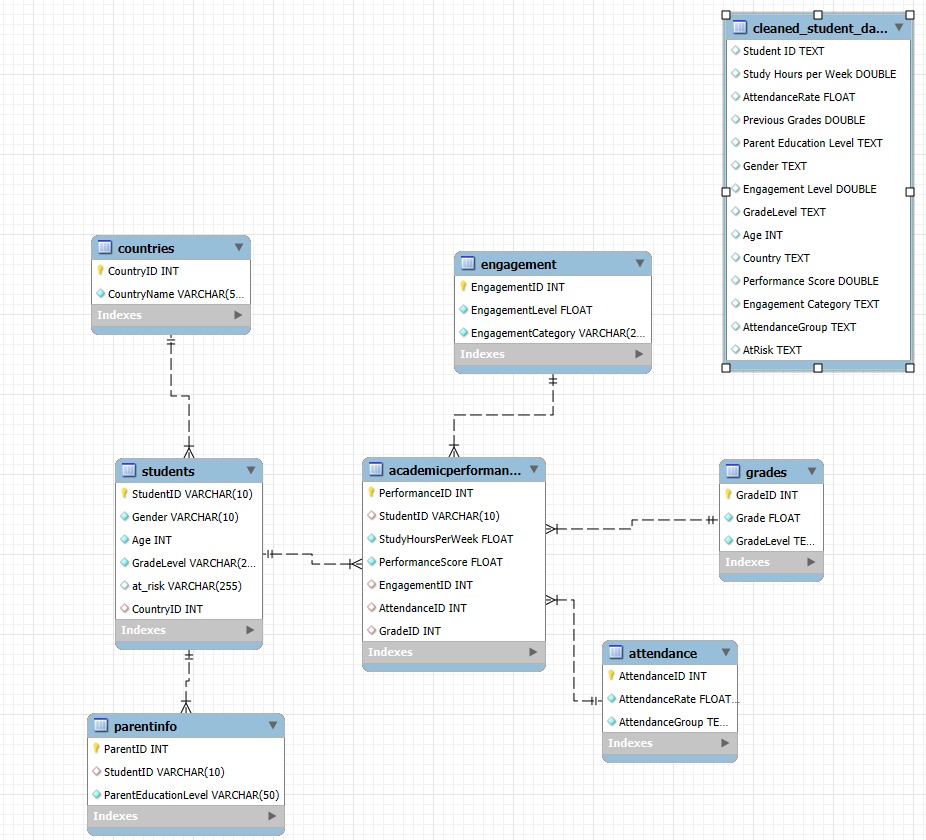 cleaned_student_da...
Student ID TEXT
Study Hours per Week DOUBLE
AttendanceRate FLOAT
Previous Grades DOUBLE
Parent Education Level TEXT
Gender TEXT
Engagement Level DOUBLE
GradeLevel TEXT
Age INT
Country TEXT
Performance Score DOUBLE
Engagement Category TEXT
AttendanceGroup TEXT
AtRisk TEXT
countries
CountryID INT
CountryName VARCHAR(5...
Indexes
engagement
EngagementID INT
EngagementLevel FLOAT
EngagementCategory VARCHAR(2...
Indexes
students
StudentID VARCHAR(10)
Gender VARCHAR(10)
Age INT
GradeLevel VARCHAR(2...
at_risk VARCHAR(255)
CountryID INT
Indexes
academicperforman...
PerformanceID INT
StudentID VARCHAR(10)
StudyHoursPerWeek FLOAT
PerformanceScore FLOAT
EngagementID INT
AttendanceID INT
GradeID INT
Indexes
grades
GradeID INT
Grade FLOAT
GradeLevel TE...
Indexes
attendance
AttendanceID INT
AttendanceRate FLOAT...
AttendanceGroup TE...
Indexes
parentinfo
ParentID INT
StudentID VARCHAR(10)
ParentEducationLevel VARCHAR(50)
Indexes